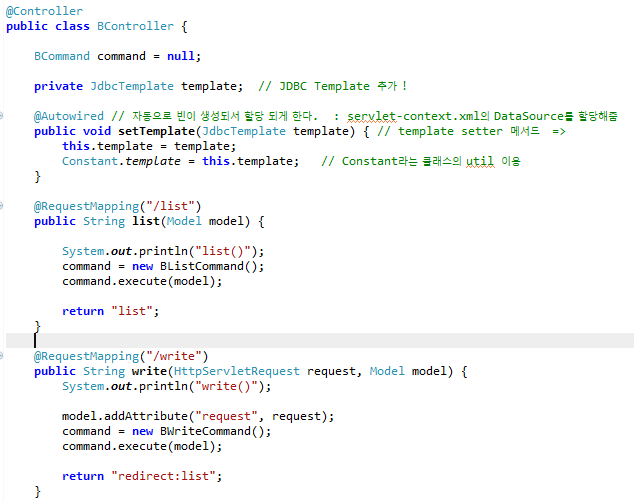 @Controller
public class BController {
BCommand command = null;
private JdbcTemplate template;  // JDBC Template 추가 !
@Autowired // 자동으로 빈이 생성되서 할당 되게 한다.  : servlet-context.xml의 DataSource를 할당해줌
public void setTemplate(JdbcTemplate template) { // template setter 메서드  =>
this.template = template;
Constant.template = this.template;   // Constant라는 클래스의 util 이용
}
@RequestMapping("/list")
public String list(Model model) {
System.out.println("list()");
command = new BListCommand();
command.execute(model);
return "list";
}
@RequestMapping("/write")
public String write(HttpServletRequest request, Model model) {
System.out.println("write()");
model.addAttribute("request", request);
command = new BWriteCommand();
command.execute(model);
return "redirect:list";
}